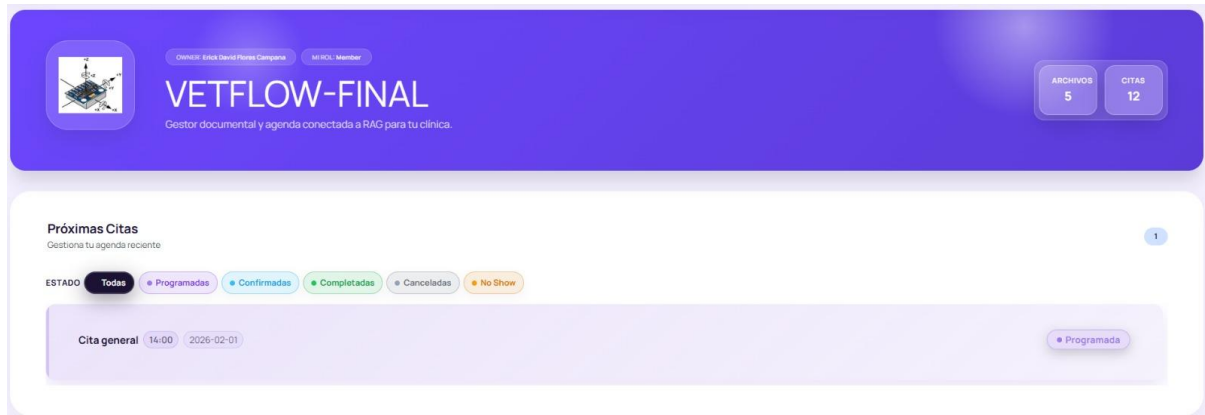 OWNER: Erick David Flores Campana MI ROL: Member
VETFLOW-FINAL
Gestor documental y agenda conectada a RAG para tu clínica.
ARCHIVOS CITAS
5 12
Próximas Citas
Gestiona tu agenda reciente
1
ESTADO Todas Programadas Confirmadas Completadas Canceladas No Show
Cita general 14:00 2026-02-01 Programada